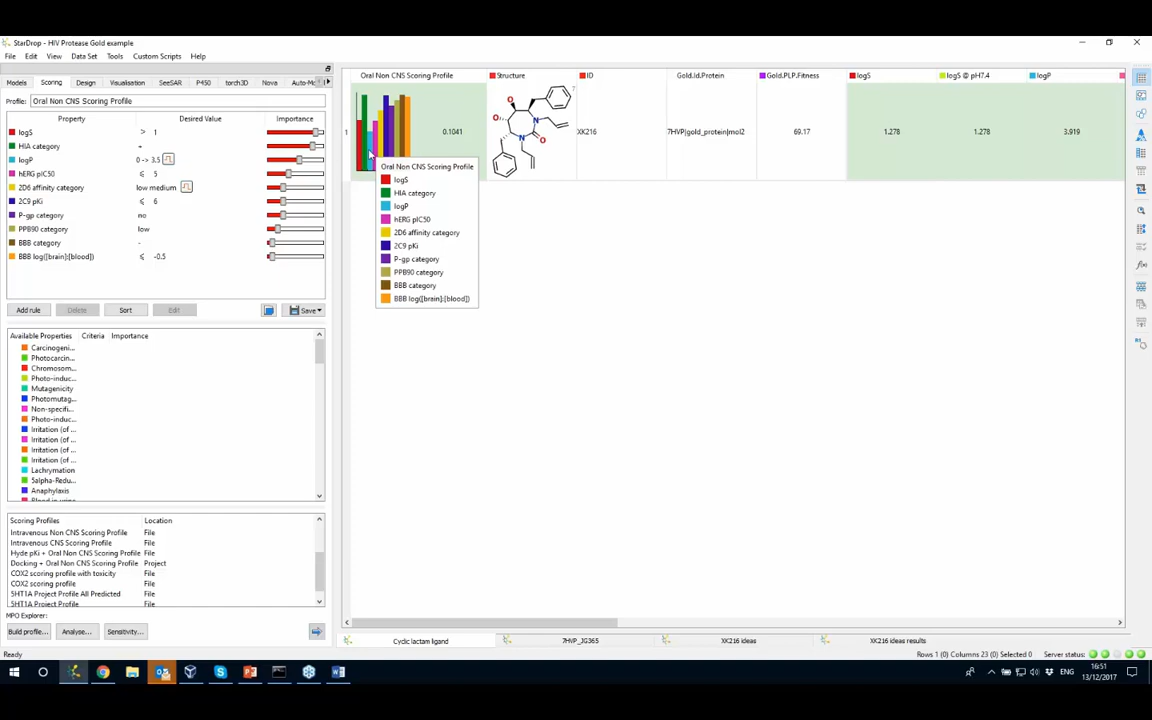 StarDrop - HIV Protease Gold example
File Edit View Data Set Tools Custom Scripts Help
Models Scoring Design Visualisation SeeSAR P450 torch3D Nova Auto-Mo
Profile: Oral Non CNS Scoring Profile
Property Desired Value Importance
logS > 1
HIA category +
logP 0 -> 3.5
hERG pIC50 ≤ 5
2D6 affinity category low medium
2C9 pKi ≤ 6
P-gp category no
PPB90 category low
BBB category -
BBB log([brain]:[blood]) ≤ -0.5
Add rule Delete Sort Edit Save
Available Properties Criteria Importance
Carcinogeni...
Photocarcin...
Chromosom...
Photo-induc...
Mutagenicity
Photomutag...
Non-specifi...
Photo-induc...
Irritation (of ...
Irritation (of ...
Irritation (of ...
Irritation (of ...
Lachrymation
5alpha-Redu...
Anaphylaxis
Blood in urine
Scoring Profiles Location
Intravenous Non CNS Scoring Profile File
Intravenous CNS Scoring Profile File
Hyde pKi + Oral Non CNS Scoring Profile File
Docking + Oral Non CNS Scoring Profile Project
COX2 scoring profile with toxicity File
COX2 scoring profile File
5HT1A Project Profile All Predicted File
5HT1A Project Profile File
MPO Explorer:
Build profile... Analyse... Sensitivity...
Ready
Oral Non CNS Scoring Profile Structure ID Gold.Id.Protein Gold.PLP.Fitness logS logS @ pH7.4 logP
1 0.1041 XK216 7HVP|gold_protein|mol2 69.17 1.278 1.278 3.919
7
O
O
N
N
O
Oral Non CNS Scoring Profile
logS
HIA category
logP
hERG pIC50
2D6 affinity category
2C9 pKi
P-gp category
PPB90 category
BBB category
BBB log([brain]:[blood])
Cyclic lactam ligand 7HVP_JG365 XK216 ideas XK216 ideas results
Rows 1 (0) Columns 23 (0) Selected 0 Server status:
ENG
16:51
13/12/2017